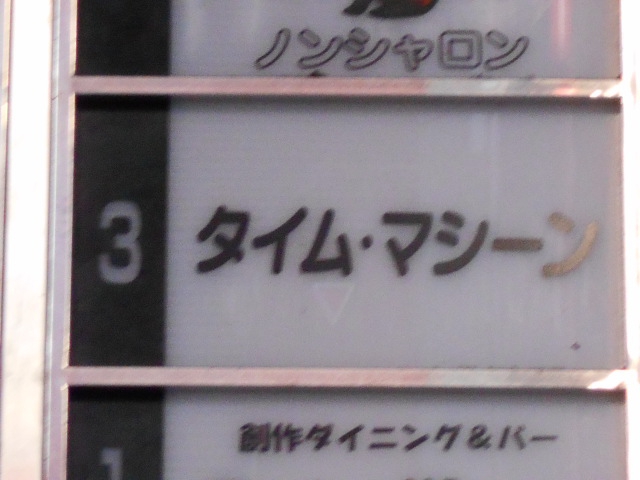 ノンシャロン
3
タイム・マシーン
創作ダイニング&バー
1